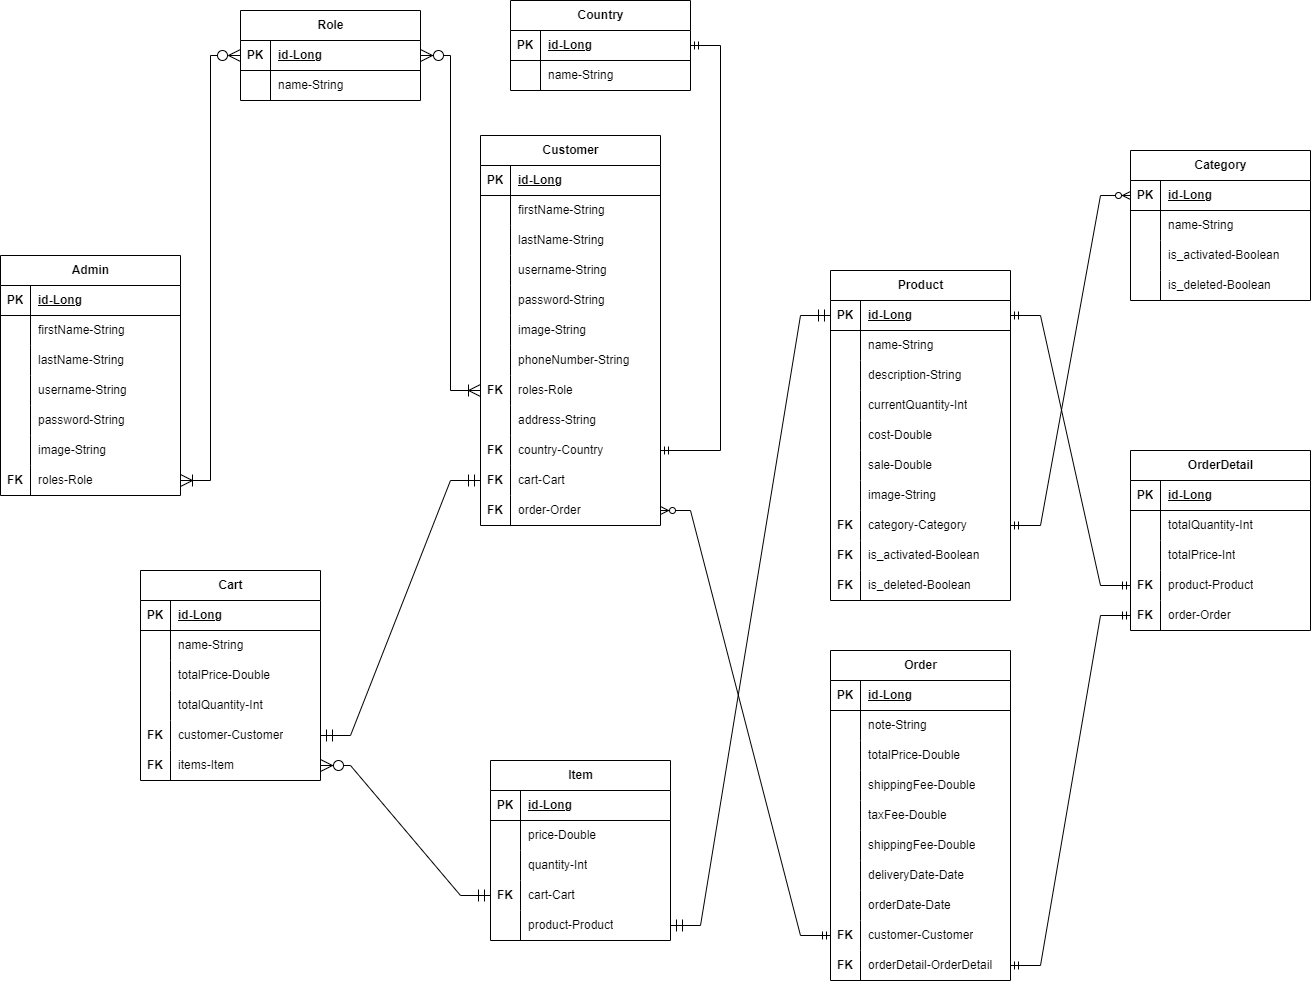 Role
PK id-Long
name-String
Country
PK id-Long
name-String
Customer
PK id-Long
firstName-String
lastName-String
username-String
password-String
image-String
phoneNumber-String
FK roles-Role
address-String
FK country-Country
FK cart-Cart
FK order-Order
Category
PK id-Long
name-String
is_activated-Boolean
is_deleted-Boolean
Admin
PK id-Long
firstName-String
lastName-String
username-String
password-String
image-String
FK roles-Role
Product
PK id-Long
name-String
description-String
currentQuantity-Int
cost-Double
sale-Double
image-String
FK category-Category
FK is_activated-Boolean
FK is_deleted-Boolean
OrderDetail
PK id-Long
totalQuantity-Int
totalPrice-Int
FK product-Product
FK order-Order
Cart
PK id-Long
name-String
totalPrice-Double
totalQuantity-Int
FK customer-Customer
FK items-Item
Item
PK id-Long
price-Double
quantity-Int
FK cart-Cart
product-Product
Order
PK id-Long
note-String
totalPrice-Double
shippingFee-Double
taxFee-Double
shippingFee-Double
deliveryDate-Date
orderDate-Date
FK customer-Customer
FK orderDetail-OrderDetail